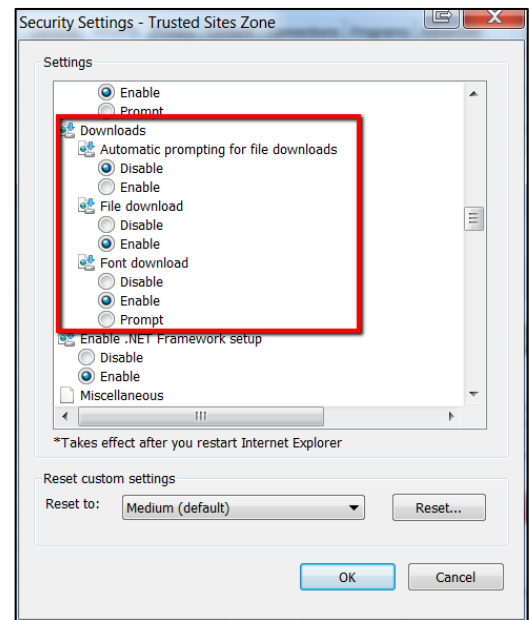 Security Settings - Trusted Sites Zone
Settings
Enable
Prompt
Downloads
Automatic prompting for file downloads
Disable
Enable
File download
Disable
Enable
Font download
Disable
Enable
Prompt
Enable .NET Framework setup
Disable
Enable
Miscellaneous
*Takes effect after you restart Internet Explorer
Reset custom settings
Reset to: Medium (default) Reset...
OK Cancel